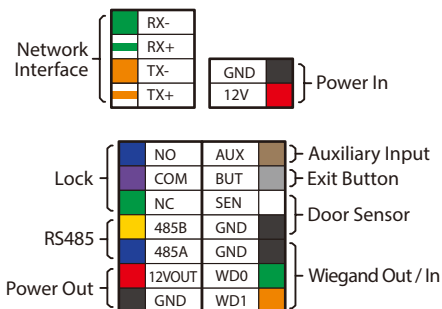 Network
Interface
RX-
RX+
TX-
TX+
GND
12V
Power In
Lock
RS485
Power Out
NO AUX
COM BUT
NC SEN
485B GND
485A GND
12VOUT WD0
GND WD1
Auxiliary Input
Exit Button
Door Sensor
Wiegand Out / In